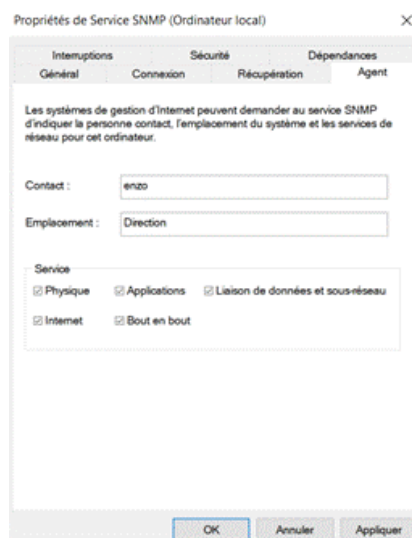 Propriétés de Service SNMP (Ordinateur local)
Interruptions Sécurité Dépendances
Général Connexion Récupération Agent
Les systèmes de gestion d'Internet peuvent demander au service SNMP
d'indiquer la personne contact, l'emplacement du système et les services de
réseau pour cet ordinateur.
Contact : enzo
Emplacement : Direction
Service
Physique Applications Liaison de données et sous-réseau
Internet Bout en bout
OK Annuler Appliquer